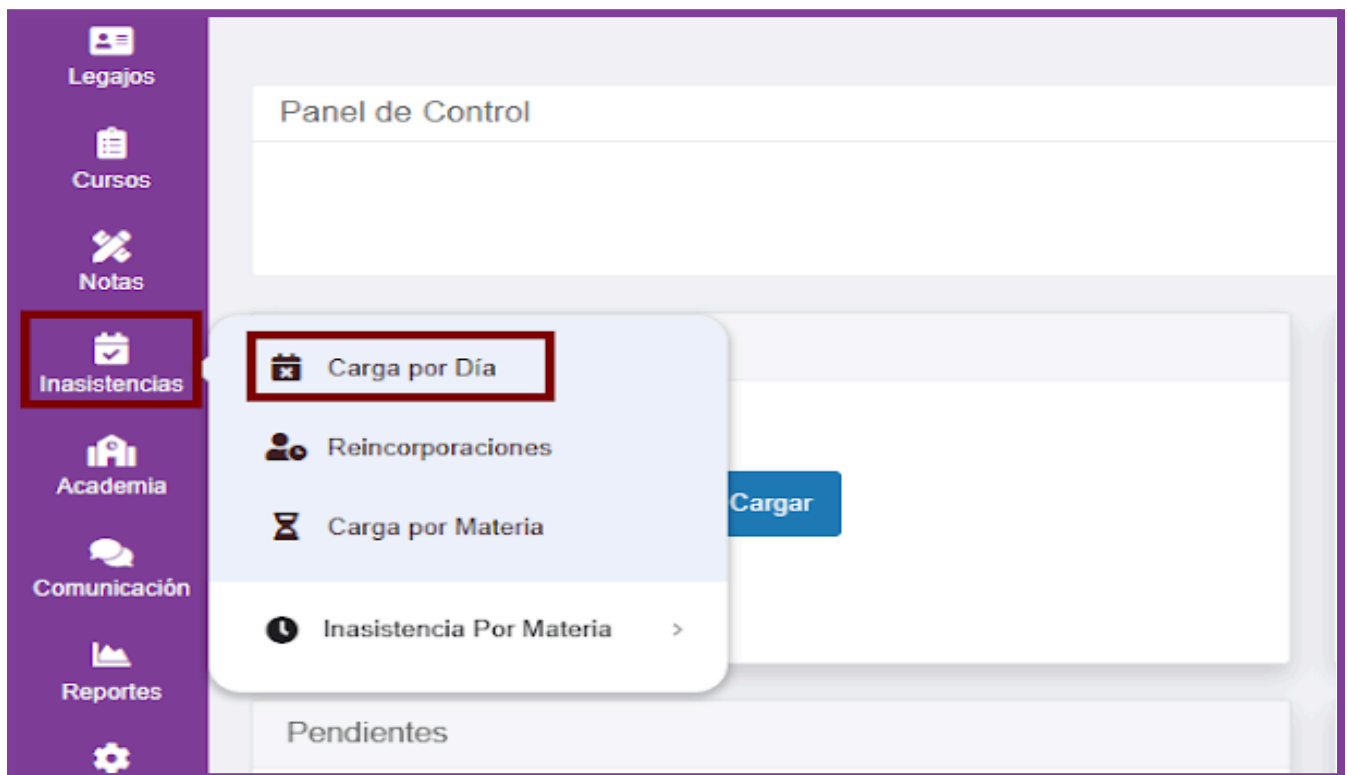 Legajos
Cursos
Notas
Inasistencias
Academia
Comunicación
Reportes
Panel de Control
Carga por Día
Reincorporaciones
Carga por Materia
Inasistencia Por Materia >
Cargar
Pendientes